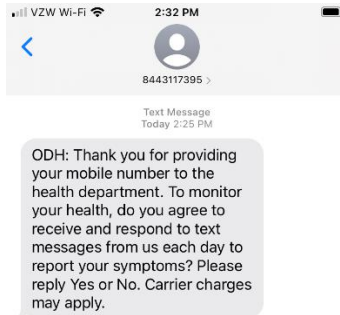 VZW Wi-Fi 2:32 PM
8443117395 >
Text Message
Today 2:25 PM
ODH: Thank you for providing
your mobile number to the
health department. To monitor
your health, do you agree to
receive and respond to text
messages from us each day to
report your symptoms? Please
reply Yes or No. Carrier charges
may apply.